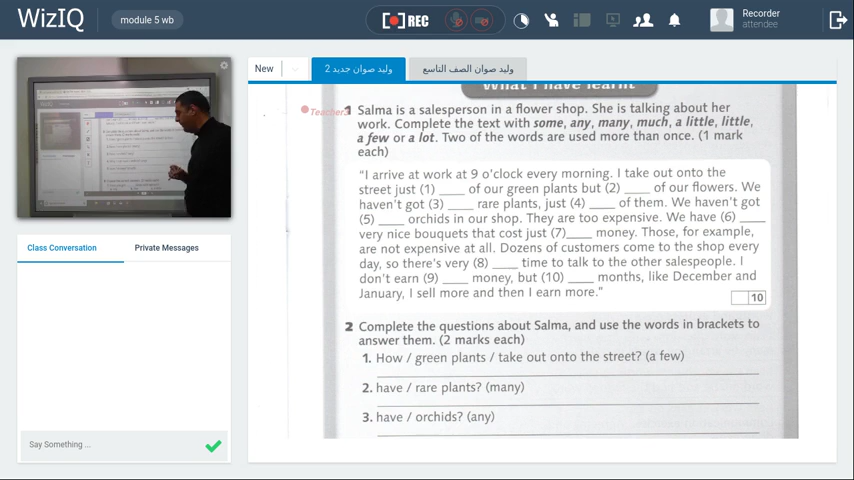 WizIQ
module 5 wb
REC
Recorder
attendee
New
وليد صوان جديد 2
وليد صوان الصف التاسع
What I have learnt
Teacher
1 Salma is a salesperson in a flower shop. She is talking about her
work. Complete the text with some, any, many, much, a little, little,
a few or a lot. Two of the words are used more than once. (1 mark
each)
“I arrive at work at 9 o’clock every morning. I take out onto the
street just (1) ____ of our green plants but (2) ____ of our flowers. We
haven’t got (3) ____ rare plants, just (4) ____ of them. We haven’t got
(5) ____ orchids in our shop. They are too expensive. We have (6) ____
very nice bouquets that cost just (7)____ money. Those, for example,
are not expensive at all. Dozens of customers come to the shop every
day, so there’s very (8) ____ time to talk to the other salespeople. I
don’t earn (9) ____ money, but (10) ____ months, like December and
January, I sell more and then I earn more.”
10
2 Complete the questions about Salma, and use the words in brackets to
answer them. (2 marks each)
1. How / green plants / take out onto the street? (a few)
2. have / rare plants? (many)
3. have / orchids? (any)
Class Conversation
Private Messages
Say Something ...